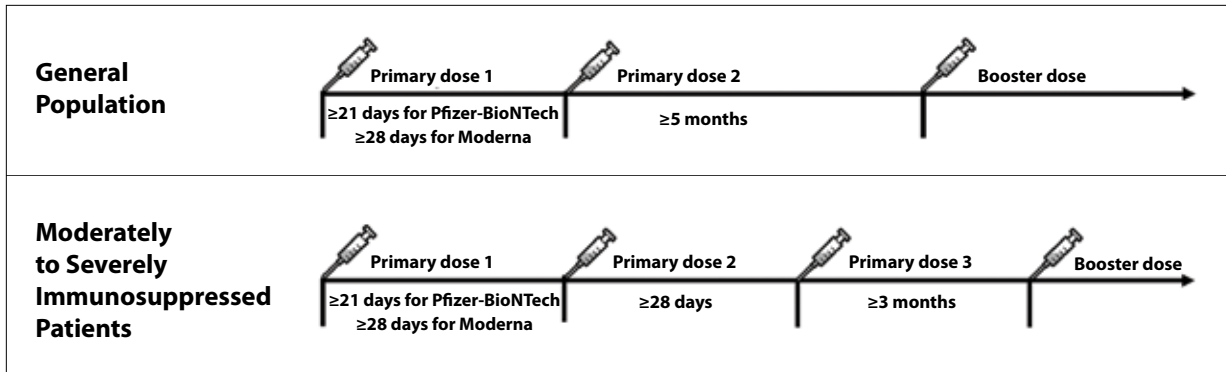 General
Population
Primary dose 1
Primary dose 2
Booster dose
≥21 days for Pfizer-BioNTech
≥28 days for Moderna
≥5 months
Moderately
to Severely
Immunosuppressed
Patients
Primary dose 1
Primary dose 2
Primary dose 3
Booster dose
≥21 days for Pfizer-BioNTech
≥28 days for Moderna
≥28 days
≥3 months